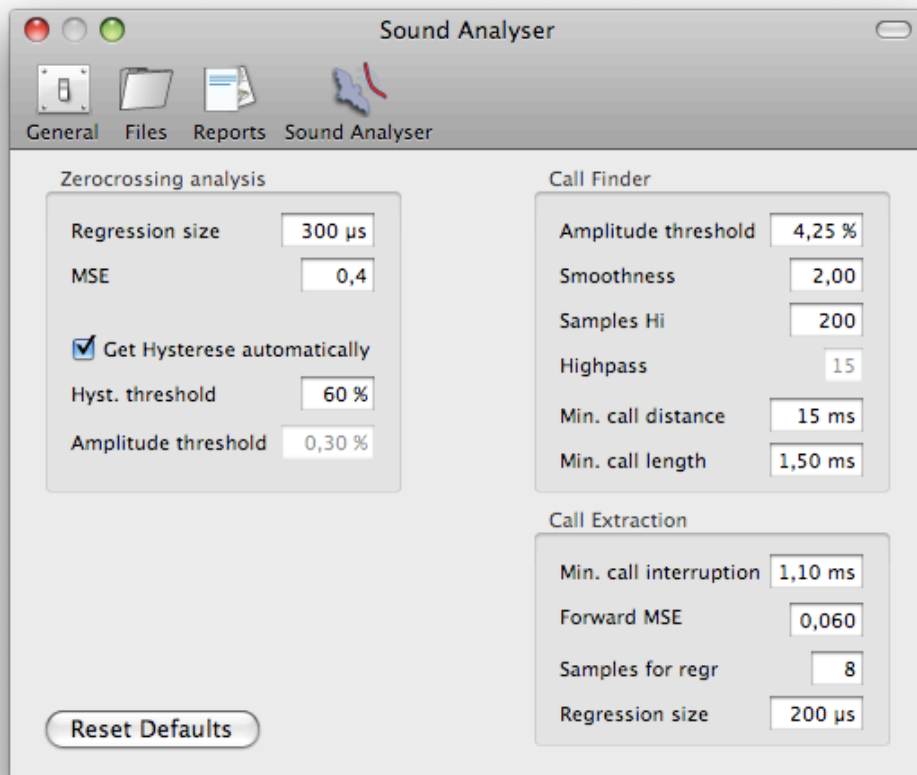 Sound Analyser
General Files Reports Sound Analyser
Zerocrossing analysis
Regression size 300 µs
MSE 0,4
Get Hysterese automatically
Hyst. threshold 60 %
Amplitude threshold 0,30 %
Call Finder
Amplitude threshold 4,25 %
Smoothness 2,00
Samples Hi 200
Highpass 15
Min. call distance 15 ms
Min. call length 1,50 ms
Call Extraction
Min. call interruption 1,10 ms
Forward MSE 0,060
Samples for regr 8
Regression size 200 µs
Reset Defaults